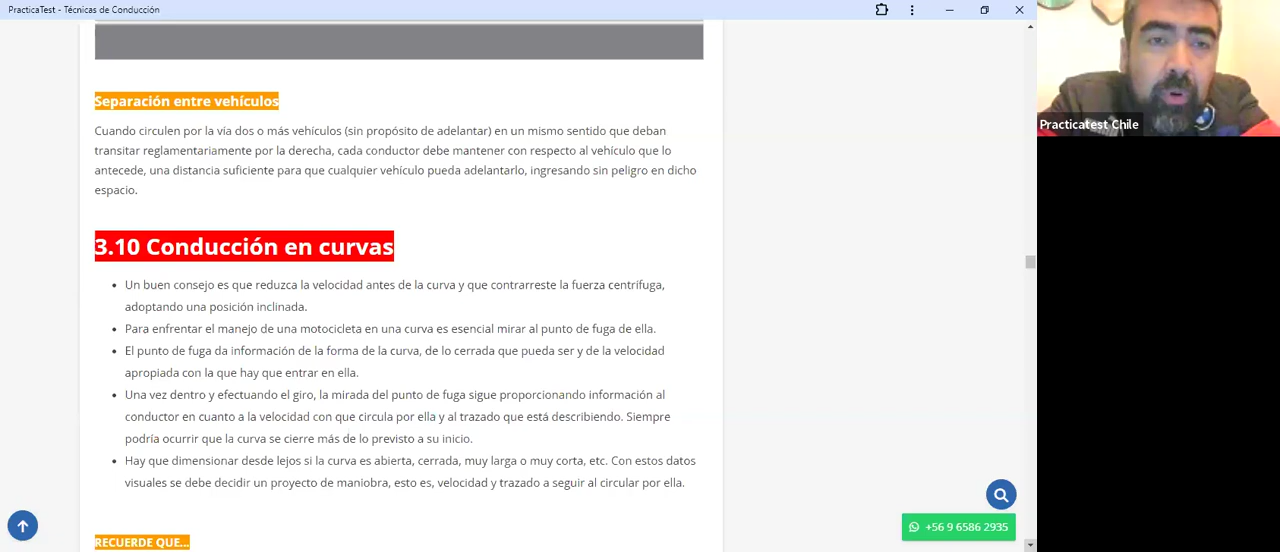 PracticaTest - Técnicas de Conducción
Practicatest Chile
Separación entre vehículos
Cuando circulen por la vía dos o más vehículos (sin propósito de adelantar) en un mismo sentido que deban
transitar reglamentariamente por la derecha, cada conductor debe mantener con respecto al vehículo que lo
antecede, una distancia suficiente para que cualquier vehículo pueda adelantarlo, ingresando sin peligro en dicho
espacio.
3.10 Conducción en curvas
• Un buen consejo es que reduzca la velocidad antes de la curva y que contrarreste la fuerza centrífuga,
adoptando una posición inclinada.
• Para enfrentar el manejo de una motocicleta en una curva es esencial mirar al punto de fuga de ella.
• El punto de fuga da información de la forma de la curva, de lo cerrada que pueda ser y de la velocidad
apropiada con la que hay que entrar en ella.
• Una vez dentro y efectuando el giro, la mirada del punto de fuga sigue proporcionando información al
conductor en cuanto a la velocidad con que circula por ella y al trazado que está describiendo. Siempre
podría ocurrir que la curva se cierre más de lo previsto a su inicio.
• Hay que dimensionar desde lejos si la curva es abierta, cerrada, muy larga o muy corta, etc. Con estos datos
visuales se debe decidir un proyecto de maniobra, esto es, velocidad y trazado a seguir al circular por ella.
+56 9 6586 2935
RECUERDE QUE...